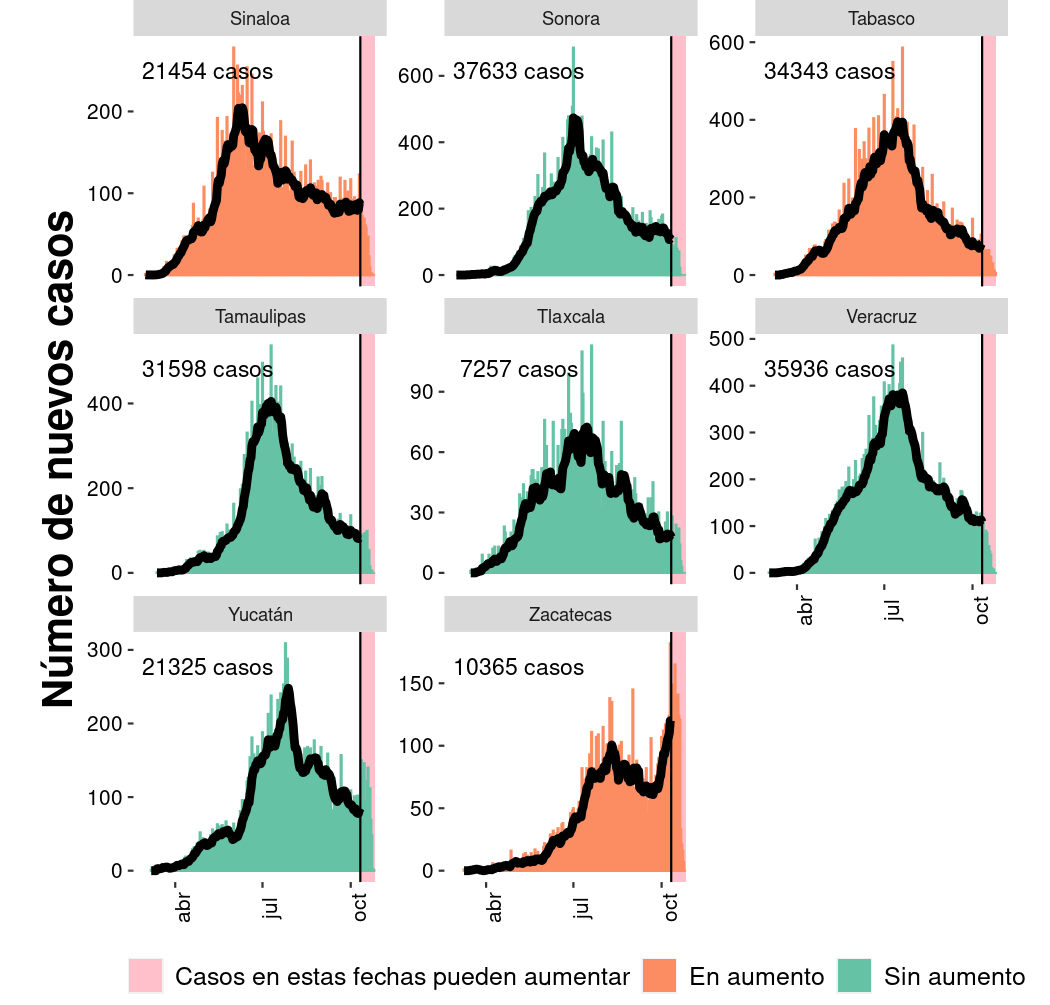 Número de nuevos casos
Sinaloa
21454 casos
200
100
0
Sonora
37633 casos
600
400
200
0
Tabasco
34343 casos
600
400
200
0
Tamaulipas
31598 casos
400
200
0
Tlaxcala
7257 casos
90
60
30
0
Veracruz
35936 casos
500
400
300
200
100
0
abr
jul
oct
Yucatán
21325 casos
300
200
100
0
abr
jul
oct
Zacatecas
10365 casos
150
100
50
0
abr
jul
oct
Casos en estas fechas pueden aumentar
En aumento
Sin aumento